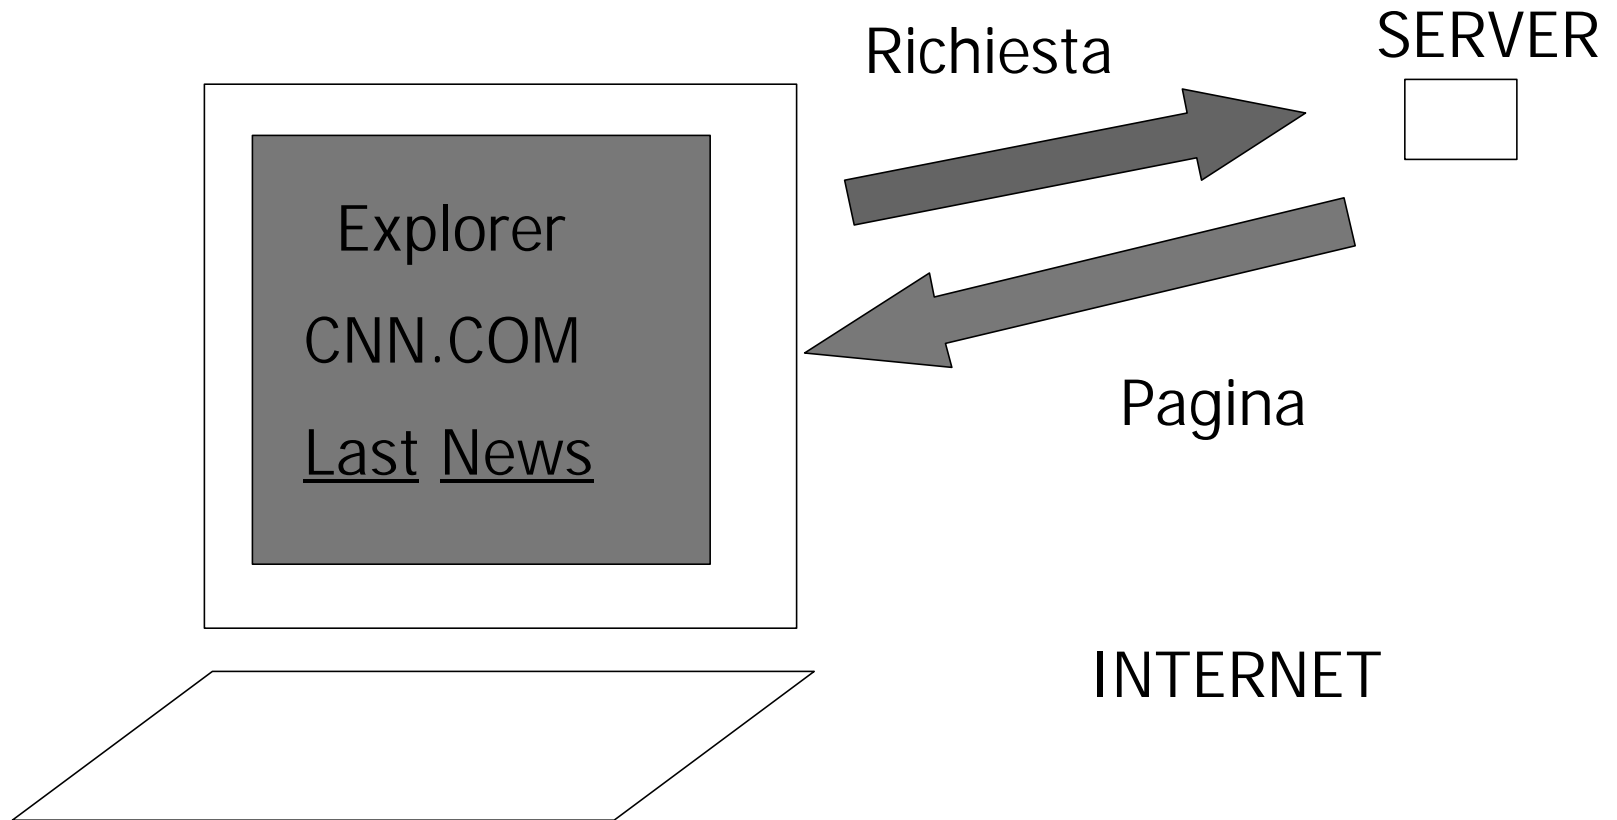 SERVER
Richiesta
Explorer
CNN.COM
Last News
Pagina
INTERNET